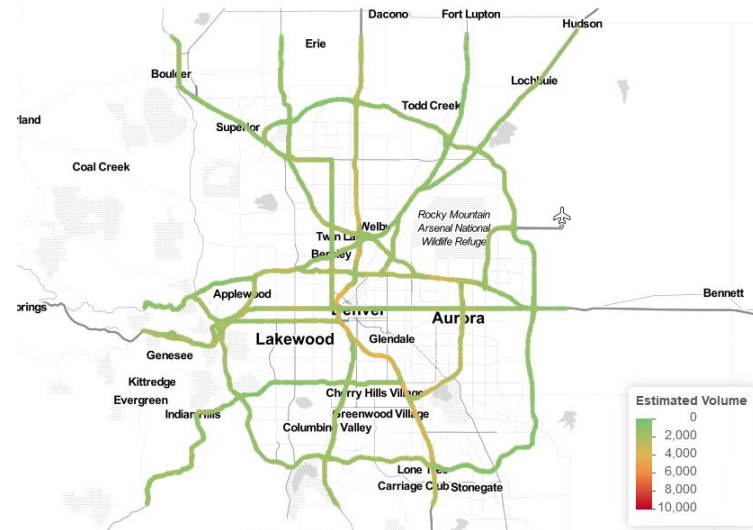 Dacono
Fort Lupton
Hudson
Erie
Boulder
Lochbuie
Todd Creek
rland
Superior
Coal Creek
Rocky Mountain
Arsenal National
Wildlife Refuge
Welby
Twin La
Berkley
Applewood
Bennett
prings
Denver
Aurora
Lakewood
Glendale
Genesee
Kittredge
Cherry Hills Village
Evergreen
Indian Hills
Greenwood Village
Columbine Valley
Lone Tree
Carriage Club
Stonegate
Estimated Volume
0
2,000
4,000
6,000
8,000
10,000